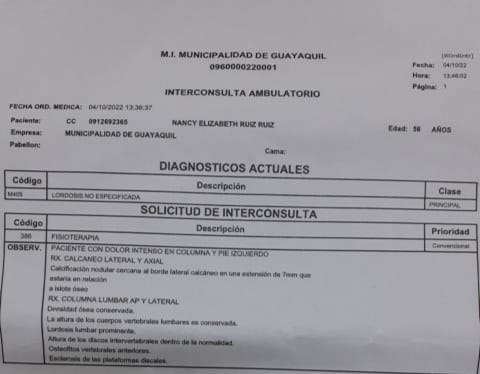 [ROrdIntr]
M.I. MUNICIPALIDAD DE GUAYAQUIL
0960000220001
Fecha: 04/10/22
Hora: 13:46:02
Página: 1
INTERCONSULTA AMBULATORIO
FECHA ORD. MEDICA: 04/10/2022 13:36:37
Paciente: CC 0912692365 NANCY ELIZABETH RUIZ RUIZ Edad: 56 AÑOS
Empresa: MUNICIPALIDAD DE GUAYAQUIL
Pabellon: Cama:
DIAGNOSTICOS ACTUALES
Código Descripción Clase
M405 LORDOSIS NO ESPECIFICADA PRINCIPAL
SOLICITUD DE INTERCONSULTA
Código Descripción Prioridad
386 FISIOTERAPIA Convencional
OBSERV. PACIENTE CON DOLOR INTENSO EN COLUMNA Y PIE IZQUIERDO
RX. CALCANEO LATERAL Y AXIAL
Calcificación nodular cercana al borde lateral calcáneo en una extensión de 7mm que
estaría en relación
a islote óseo
RX. COLUMNA LUMBAR AP Y LATERAL
Densidad ósea conservada.
La altura de los cuerpos vertebrales lumbares es conservada.
Lordosis lumbar prominente.
Altura de los discos intervertebrales dentro de la normalidad.
Osteofitos vertebrales anteriores.
Esclerosis de las plataformas discales.